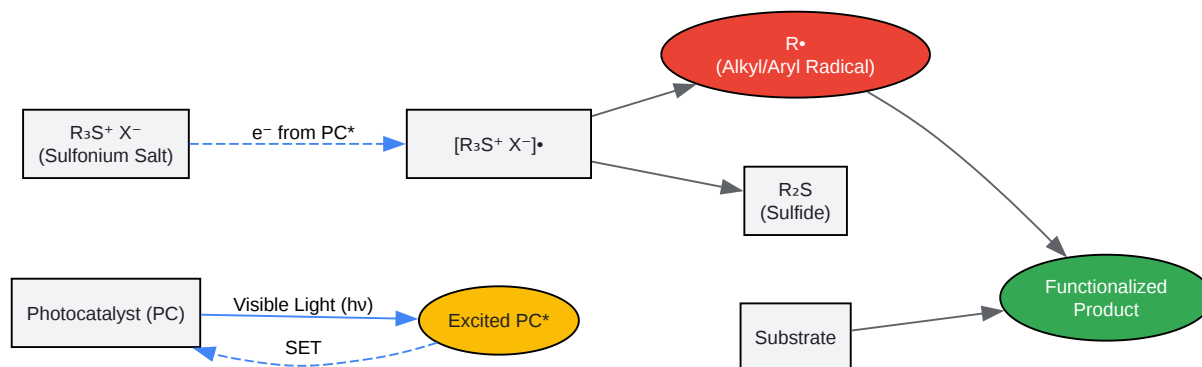 R•
(Alkyl/Aryl Radical)
R₃S⁺ X⁻
(Sulfonium Salt)
e⁻ from PC*
[R₃S⁺ X⁻]•
R₂S
(Sulfide)
Photocatalyst (PC)
Visible Light (hν)
SET
Excited PC*
Substrate
Functionalized
Product